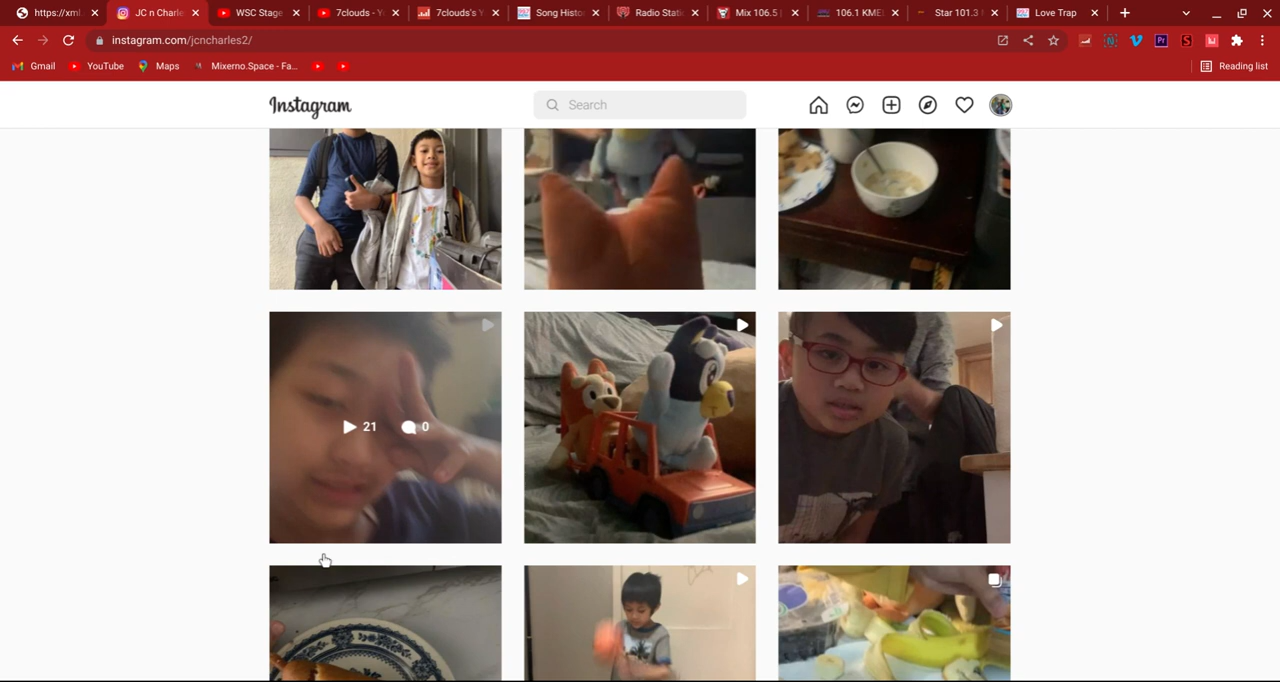 https://xml
JC n Charle
WSC Stage
7clouds - Y
7clouds's Y
Song Histo
Radio Stati
Mix 106.5 |
106.1 KME
Star 101.3
Love Trap
instagram.com/jcncharles2/
Gmail
YouTube
Maps
Mixerno.Space - Fa...
Reading list
Instagram
Search
21
0